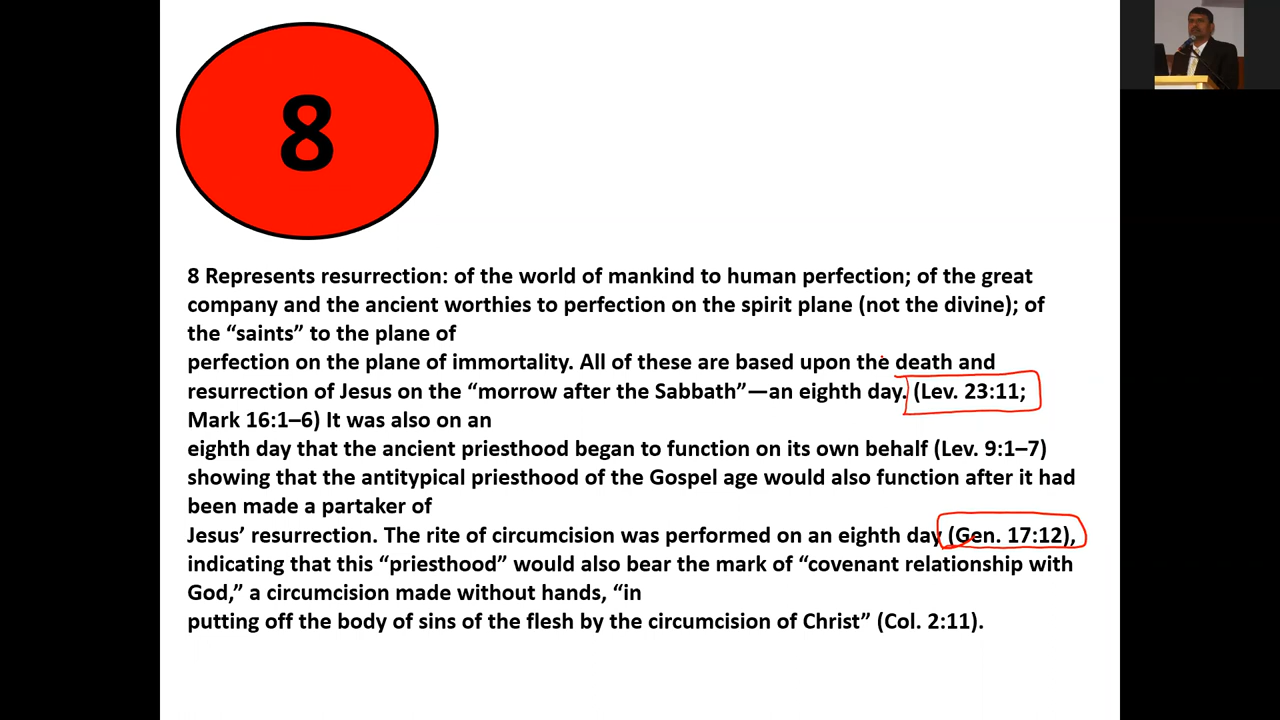 8
8 Represents resurrection: of the world of mankind to human perfection; of the great
company and the ancient worthies to perfection on the spirit plane (not the divine); of
the “saints” to the plane of
perfection on the plane of immortality. All of these are based upon the death and
resurrection of Jesus on the “morrow after the Sabbath”—an eighth day. (Lev. 23:11;
Mark 16:1–6) It was also on an
eighth day that the ancient priesthood began to function on its own behalf (Lev. 9:1–7)
showing that the antitypical priesthood of the Gospel age would also function after it had
been made a partaker of
Jesus’ resurrection. The rite of circumcision was performed on an eighth day (Gen. 17:12),
indicating that this “priesthood” would also bear the mark of “covenant relationship with
God,” a circumcision made without hands, “in
putting off the body of sins of the flesh by the circumcision of Christ” (Col. 2:11).